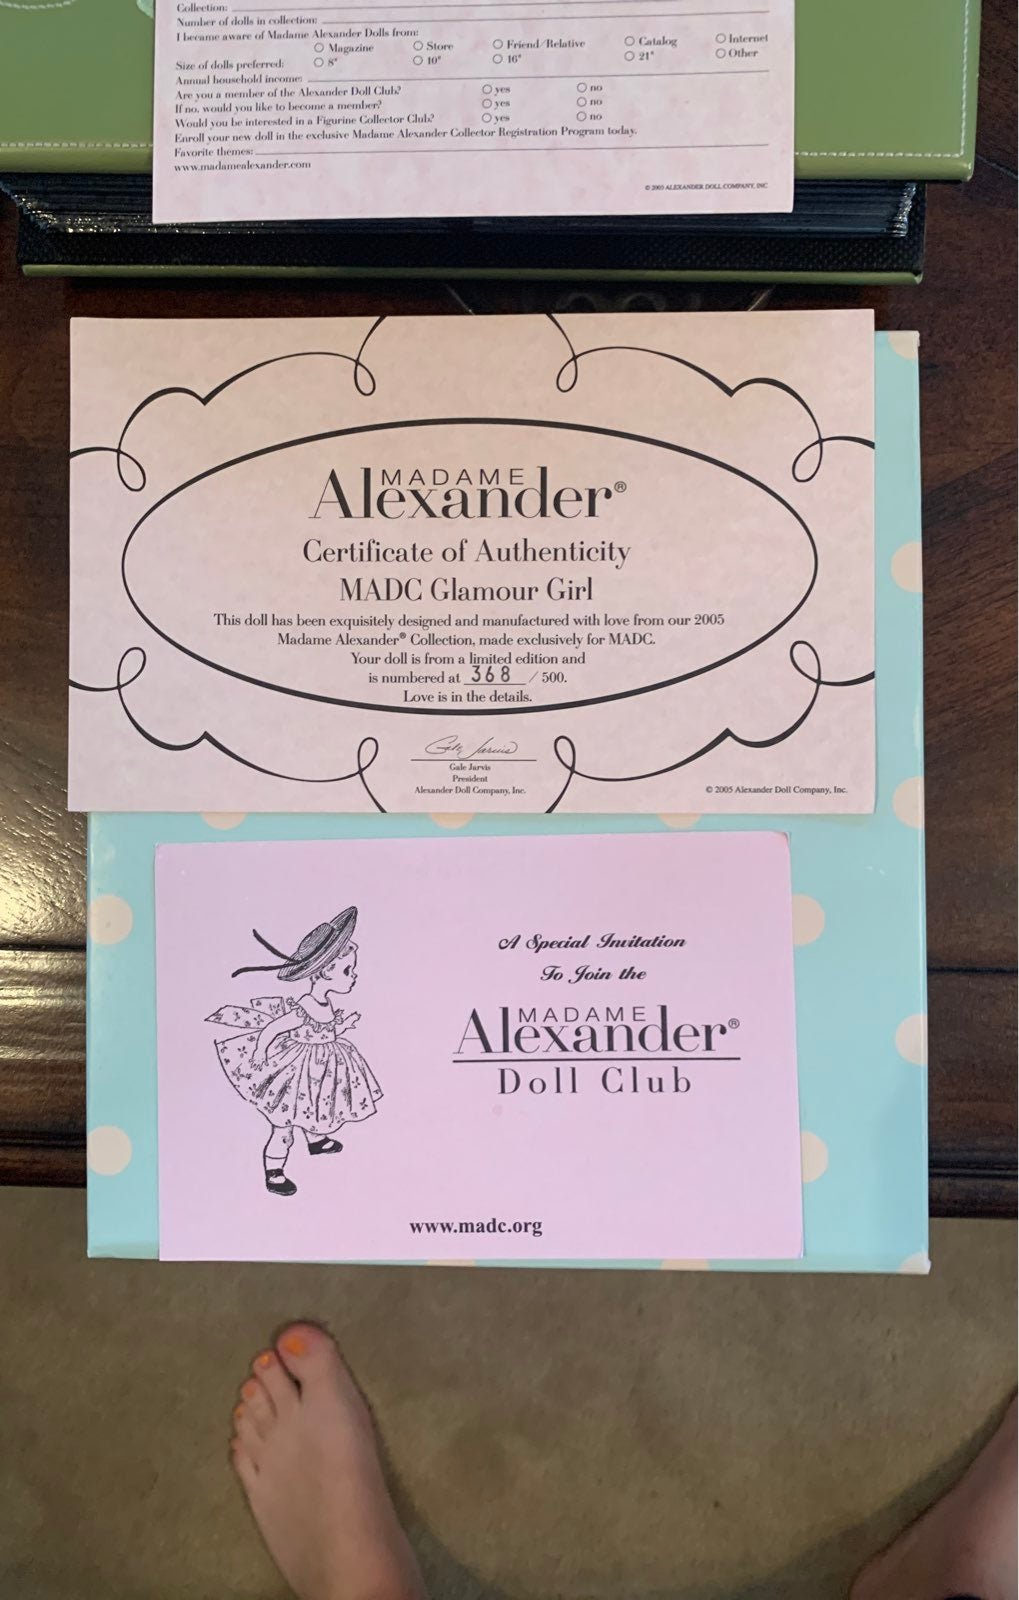 Collection:
Number of dolls in collection:
I became aware of Madame Alexander Dolls from:
Magazine Store Friend/Relative Catalog Internet
Size of dolls preferred: 8" 10" 16" 21" Other
Annual household income:
Are you a member of the Alexander Doll Club? yes no
If no, would you like to become a member? yes no
Would you be interested in a Figurine Collector Club? yes no
Enroll your new doll in the exclusive Madame Alexander Collector Registration Program today.
Favorite themes:
www.madamealexander.com
© 2005 ALEXANDER DOLL COMPANY, INC
MADAME
Alexander®
Certificate of Authenticity
MADC Glamour Girl
This doll has been exquisitely designed and manufactured with love from our 2005
Madame Alexander® Collection, made exclusively for MADC.
Your doll is from a limited edition and
is numbered at 368 / 500.
Love is in the details.
Gale Jarvis
Gale Jarvis
President
Alexander Doll Company, Inc.
© 2005 Alexander Doll Company, Inc.
A Special Invitation
To Join the
MADAME
Alexander®
Doll Club
www.madc.org